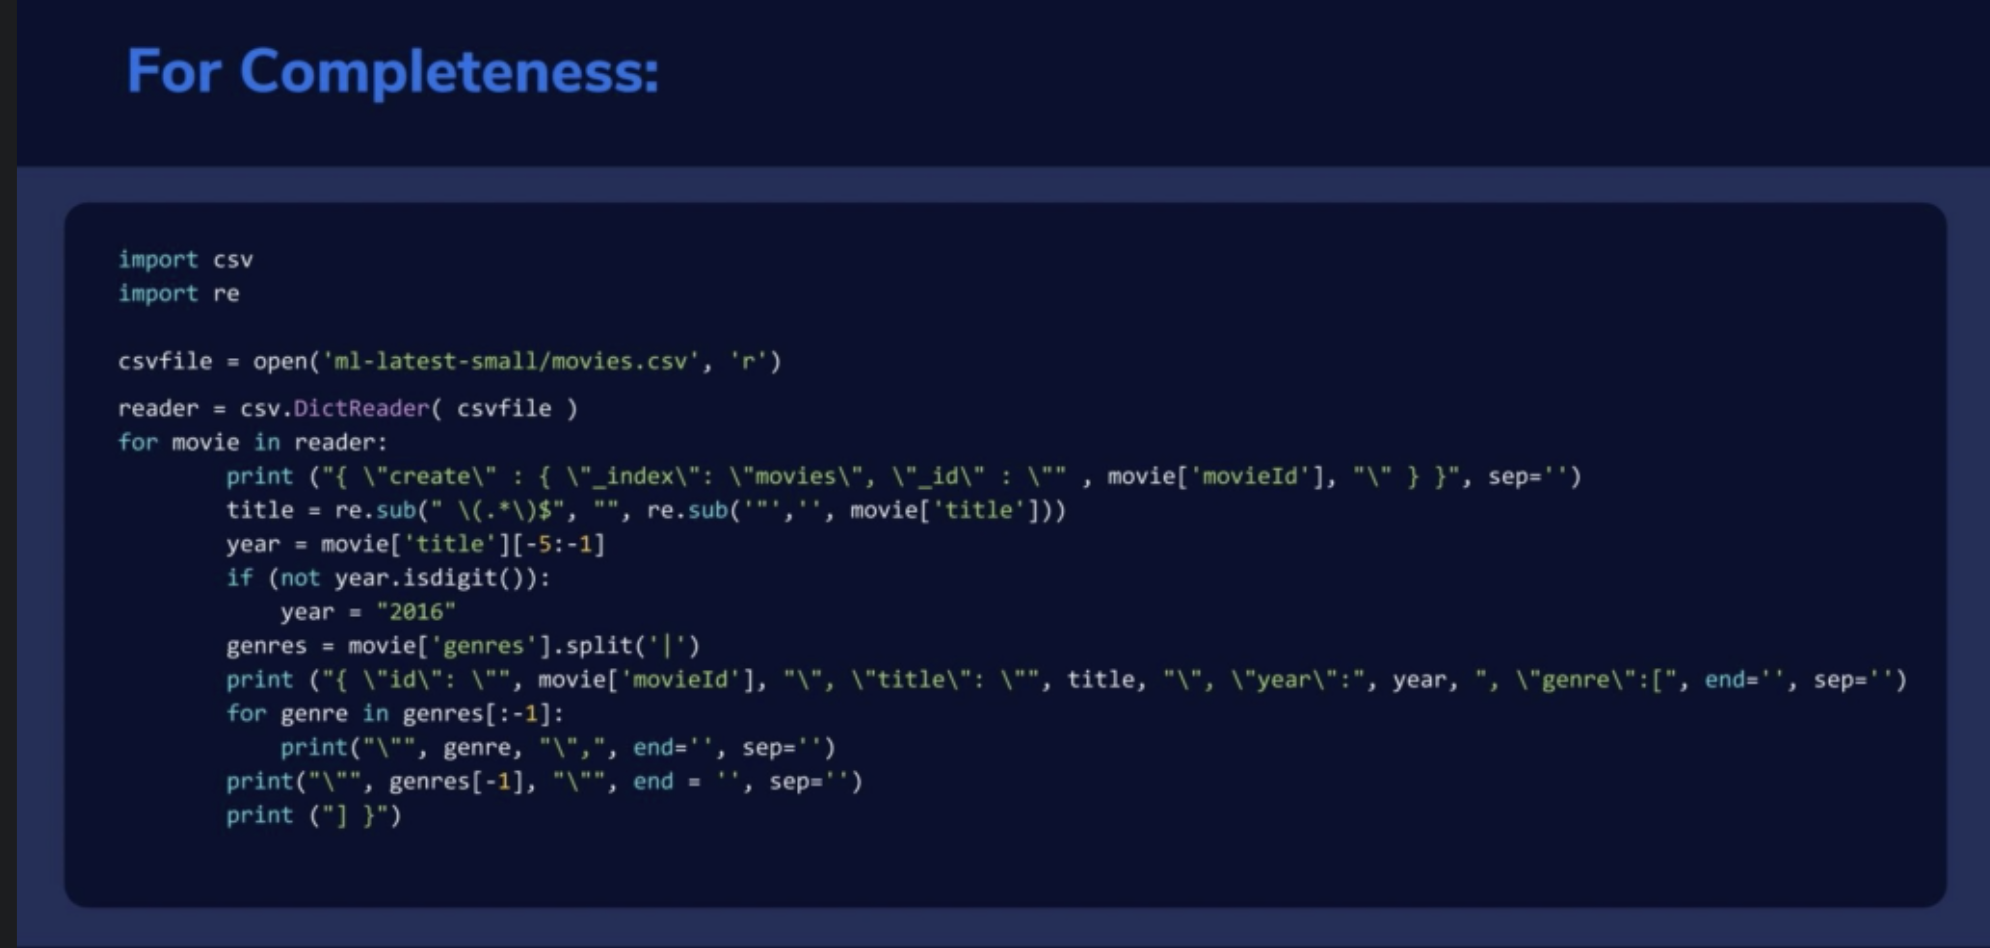 For Completeness:
import csv
import re
csvfile = open('ml-latest-small/movies.csv', 'r')
reader = csv.DictReader( csvfile )
for movie in reader:
        print ("{ \"create\" : { \"_index\": \"movies\", \"_id\" : \"" , movie['movieId'], "\" } }", sep='')
        title = re.sub(" \(.*\)$", "", re.sub('"','', movie['title']))
        year = movie['title'][-5:-1]
        if (not year.isdigit()):
            year = "2016"
        genres = movie['genres'].split('|')
        print ("{ \"id\": \"", movie['movieId'], "\", \"title\": \"", title, "\", \"year\":", year, ", \"genre\":[", end='', sep='')
        for genre in genres[:-1]:
            print("\"", genre, "\",", end='', sep='')
        print("\"", genres[-1], "\"", end = '', sep='')
        print ("] }")